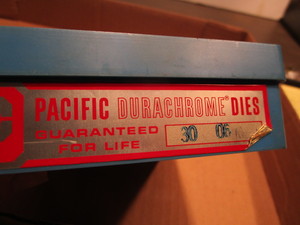 PACIFIC DURACHROME® DIES
GUARANTEED
FOR LIFE
30 06